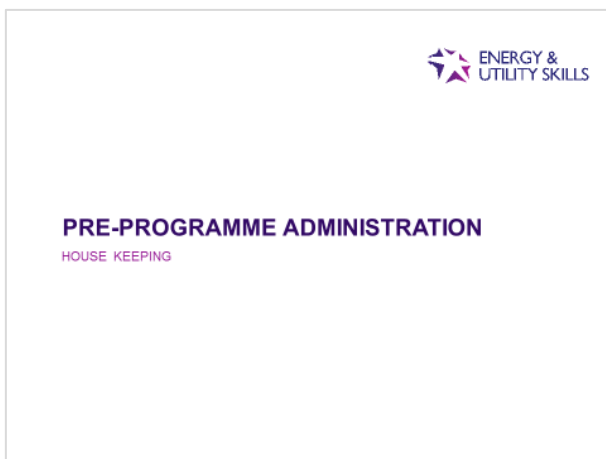 ENERGY &
UTILITY SKILLS
PRE-PROGRAMME ADMINISTRATION
HOUSE KEEPING